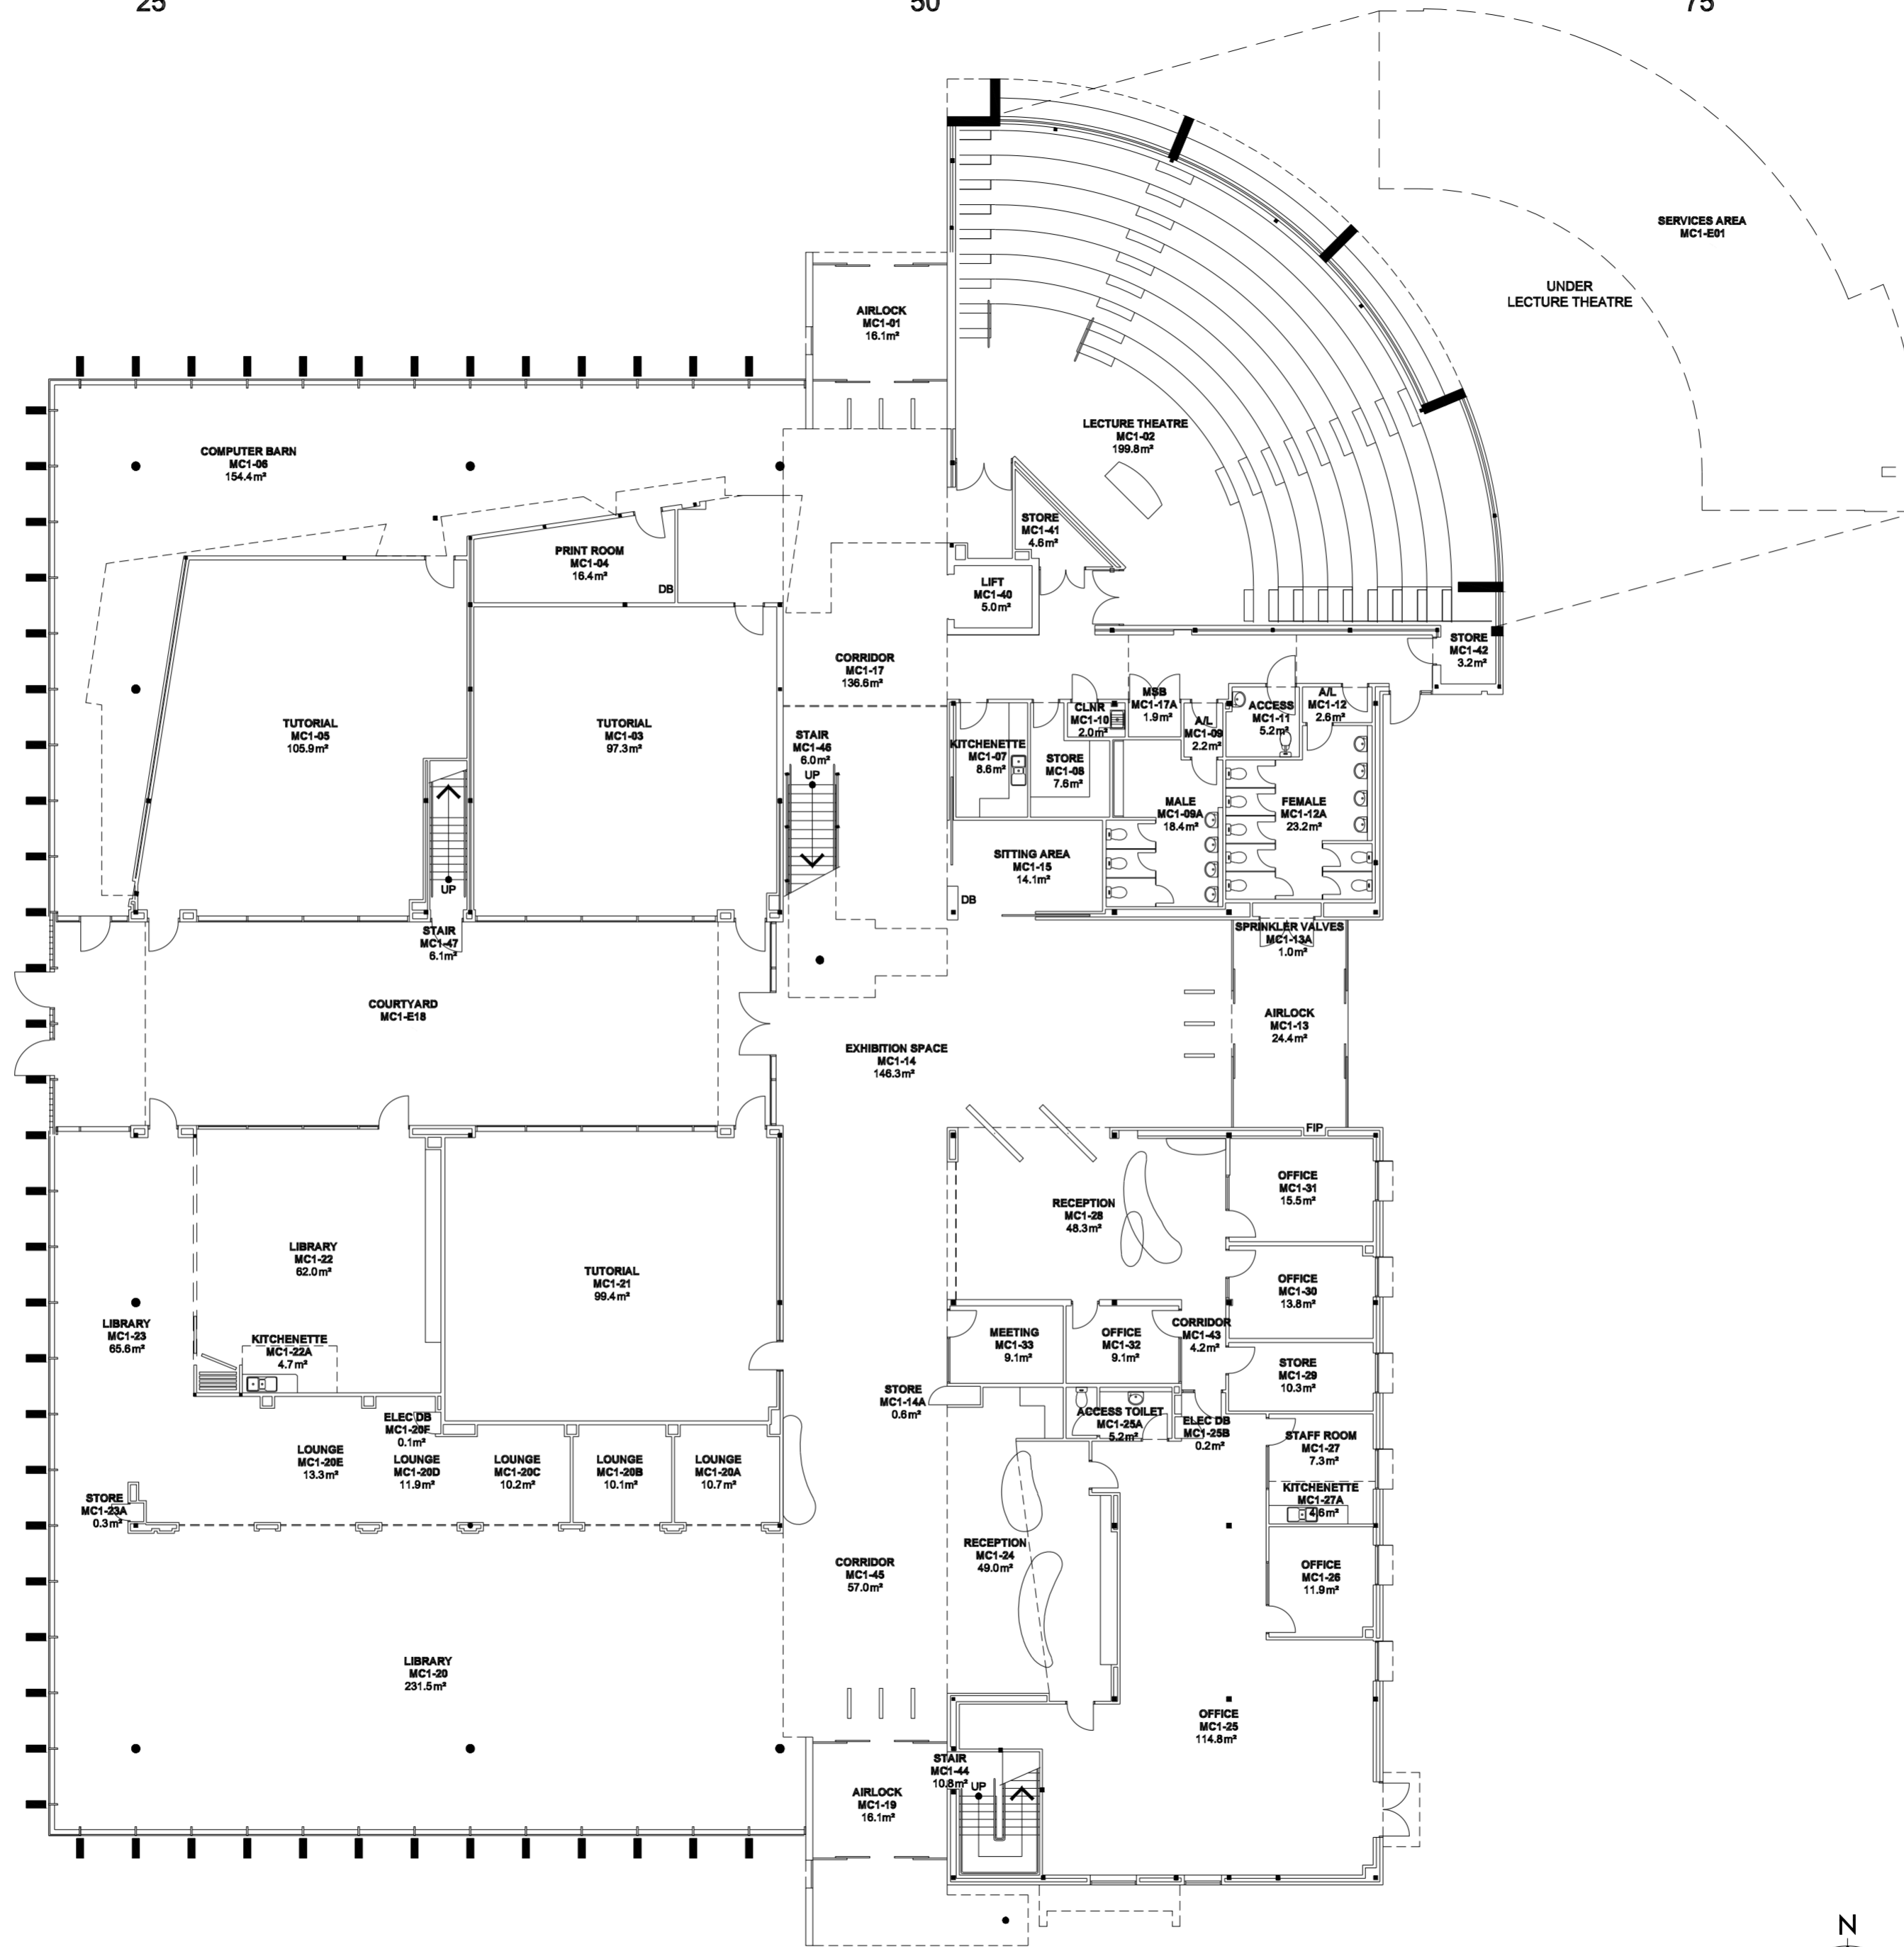 25
50
75
SERVICES AREA
MC1-E01
UNDER
LECTURE THEATRE
AIRLOCK
MC1-01
16.1m²
LECTURE THEATRE
MC1-02
199.8m²
COMPUTER BARN
MC1-06
154.4m²
STORE
MC1-41
4.6m²
PRINT ROOM
MC1-04
16.4m²
DB
LIFT
MC1-40
5.0m²
STORE
MC1-42
3.2m²
CORRIDOR
MC1-17
136.6m²
TUTORIAL
MC1-05
105.9m²
TUTORIAL
MC1-03
97.3m²
STAIR
MC1-46
6.0m²
UP
KITCHENETTE
MC1-07
8.6m²
CLNR
MC1-10
2.0m²
MSB
MC1-17A
1.9m²
A/L
MC1-09
2.2m²
ACCESS
MC1-11
5.2m²
A/L
MC1-12
2.6m²
STORE
MC1-08
7.6m²
MALE
MC1-09A
18.4m²
FEMALE
MC1-12A
23.2m²
SITTING AREA
MC1-15
14.1m²
DB
UP
STAIR
MC1-47
6.1m²
SPRINKLER VALVES
MC1-13A
1.0m²
COURTYARD
MC1-E18
AIRLOCK
MC1-13
24.4m²
EXHIBITION SPACE
MC1-14
146.3m²
FIP
OFFICE
MC1-31
15.5m²
RECEPTION
MC1-28
48.3m²
LIBRARY
MC1-22
62.0m²
TUTORIAL
MC1-21
99.4m²
OFFICE
MC1-30
13.8m²
LIBRARY
MC1-23
65.6m²
KITCHENETTE
MC1-22A
4.7m²
MEETING
MC1-33
9.1m²
OFFICE
MC1-32
9.1m²
CORRIDOR
MC1-43
4.2m²
STORE
MC1-29
10.3m²
STORE
MC1-14A
0.6m²
ACCESS TOILET
MC1-25A
5.2m²
ELEC DB
MC1-25B
0.2m²
ELEC DB
MC1-20F
0.1m²
STAFF ROOM
MC1-27
7.3m²
LOUNGE
MC1-20E
13.3m²
LOUNGE
MC1-20D
11.9m²
LOUNGE
MC1-20C
10.2m²
LOUNGE
MC1-20B
10.1m²
LOUNGE
MC1-20A
10.7m²
KITCHENETTE
MC1-27A
4.6m²
STORE
MC1-23A
0.3m²
RECEPTION
MC1-24
49.0m²
CORRIDOR
MC1-45
57.0m²
OFFICE
MC1-26
11.9m²
LIBRARY
MC1-20
231.5m²
OFFICE
MC1-25
114.8m²
STAIR
MC1-44
10.8m²
UP
AIRLOCK
MC1-19
16.1m²
N